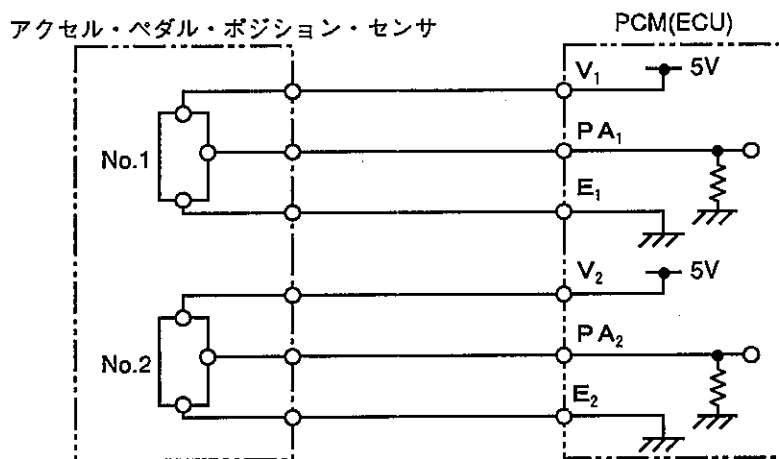 アクセル・ペダル・ポジション・センサ
PCM(ECU)
V₁
5V
No.1
PA₁
E₁
V₂
5V
No.2
PA₂
E₂